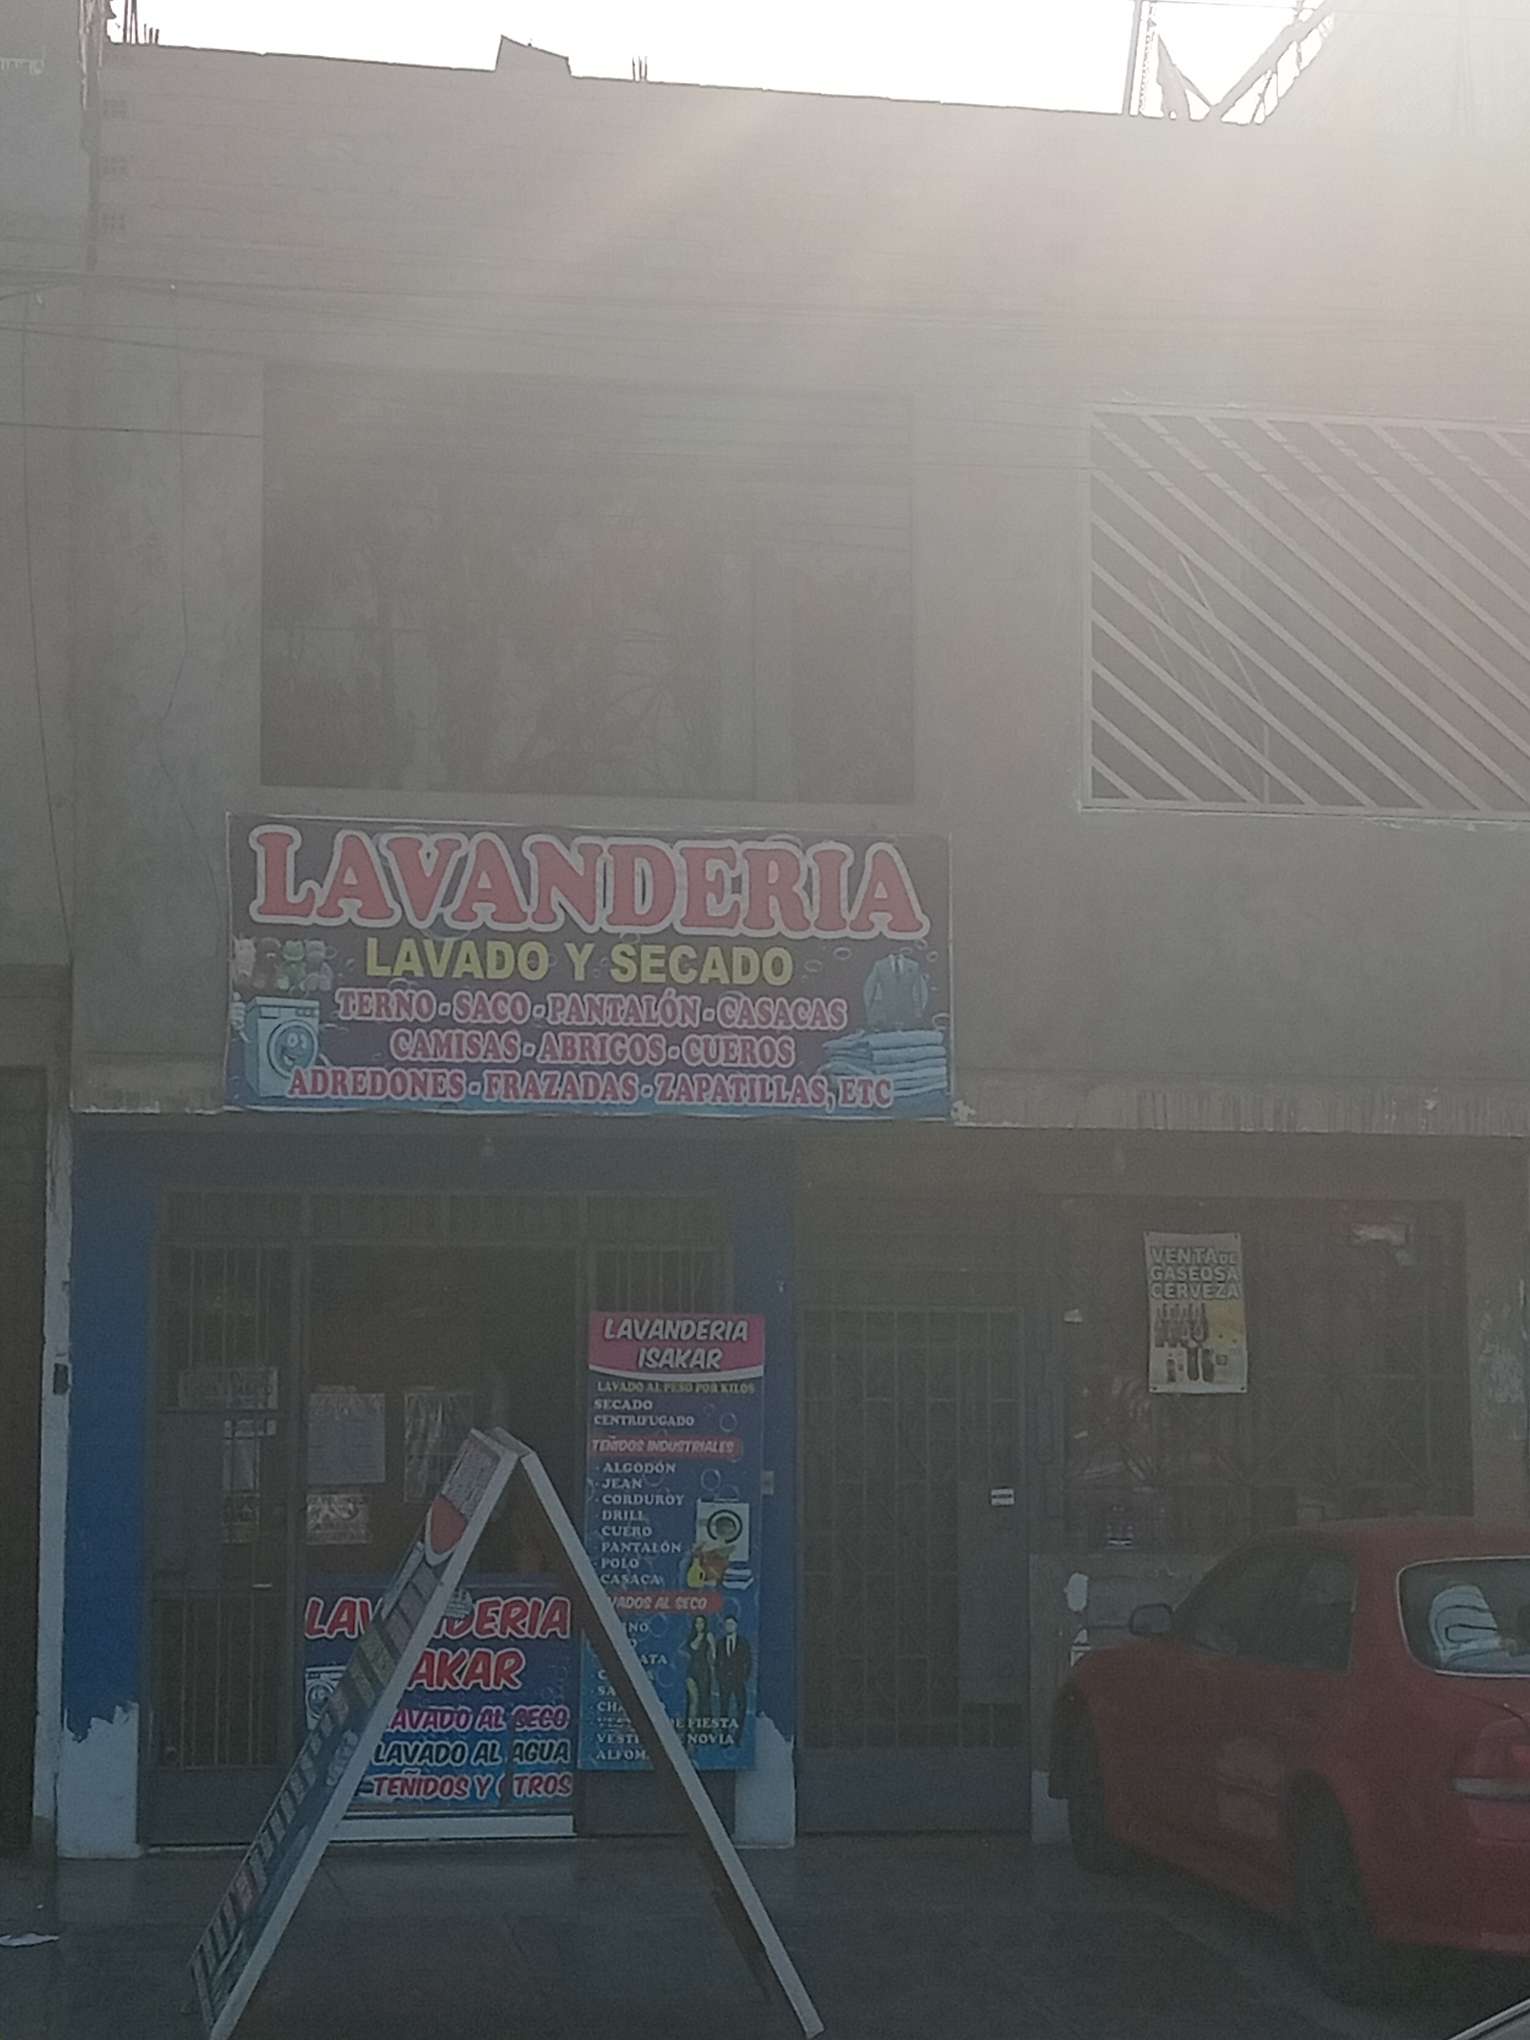 LAVANDERIA
LAVADO Y SECADO
TERNO - SACO - PANTALÓN - CASACAS
CAMISAS - ABRIGOS - CUEROS
ADREDONES - FRAZADAS - ZAPATILLAS, ETC
VENTA DE
GASEOSA
CERVEZA
LAVANDERIA
ISAKAR
LAVADO AL PESO POR KILOS
SECADO
CENTRIFUGADO
TEÑIDOS INDUSTRIALES
- ALGODÓN
- JEAN
- CORDUROY
- DRILL
- CUERO
- PANTALÓN
- POLO
- CASACA
AL SECO
DE FIESTA
NOVIA
LAVADO AL SECO
LAVADO AL AGUA
TEÑIDOS Y